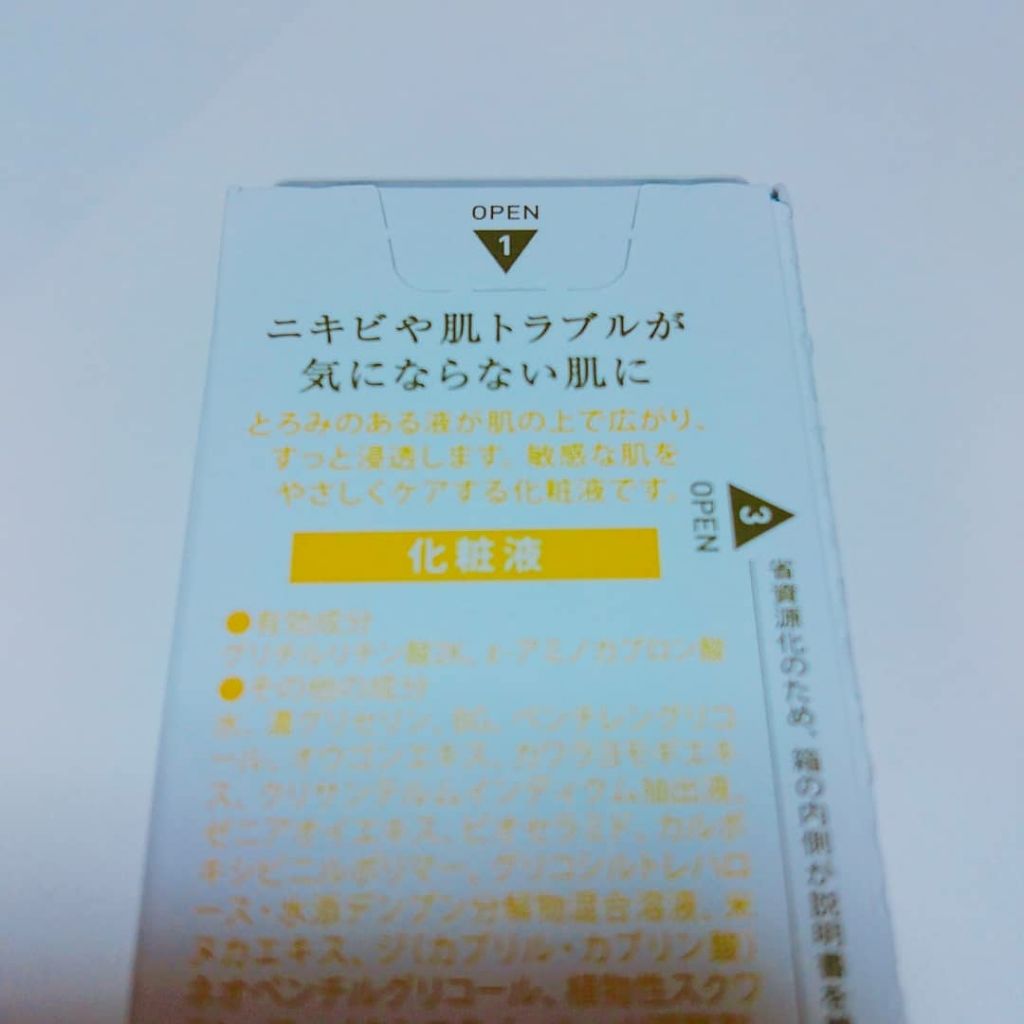 OPEN
1
ニキビや肌トラブルが
気にならない肌に
とろみのある液が肌の上で広がり、
すっと浸透します。敏感な肌を
やさしくケアする化粧液です。
化粧液
●有効成分
グリチルリチン酸2K、ε-アミノカプロン酸
●その他の成分
水、濃グリセリン、BG、ペンチレングリコ
ール、オウゴンエキス、カワラヨモギエキ
ス、クリサンテルムインディクム抽出液、
ゼニアオイエキス、ビオセラミド、カルボ
キシビニルポリマー、グリコシルトレハロ
ース・水添デンプン分解物混合溶液、米
ヌカエキス、ジ(カプリル・カプリン酸)
ネオペンチルグリコール、植物性スクワ
OPEN
3
省資源化のため、箱の内側が説明書を